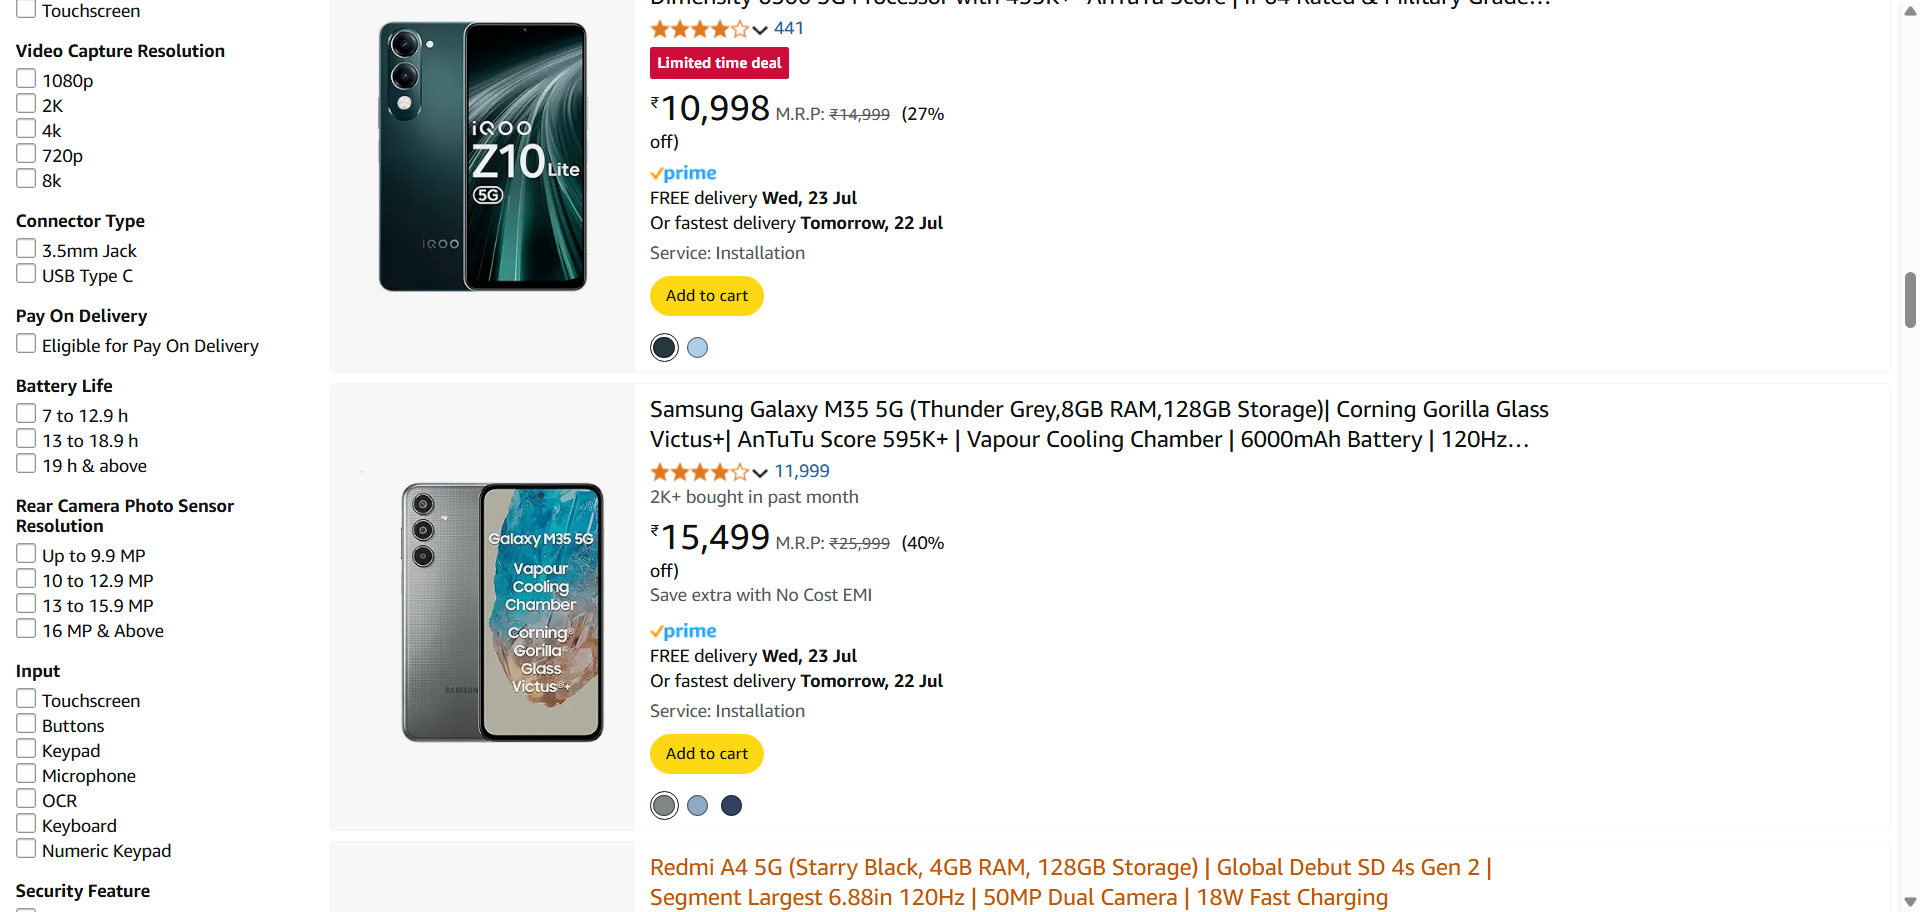 Touchscreen
Video Capture Resolution
1080p
2K
4k
720p
8k
Connector Type
3.5mm Jack
USB Type C
Pay On Delivery
Eligible for Pay On Delivery
Battery Life
7 to 12.9 h
13 to 18.9 h
19 h & above
Rear Camera Photo Sensor
Resolution
Up to 9.9 MP
10 to 12.9 MP
13 to 15.9 MP
16 MP & Above
Input
Touchscreen
Buttons
Keypad
Microphone
OCR
Keyboard
Numeric Keypad
Security Feature
iQOO
Z10 Lite
5G
iQOO
441
Limited time deal
₹10,998 M.R.P: ₹14,999 (27%
off)
prime
FREE delivery Wed, 23 Jul
Or fastest delivery Tomorrow, 22 Jul
Service: Installation
Add to cart
Galaxy M35 5G
Vapour
Cooling
Chamber
Corning®
Gorilla®
Glass
Victus®+
SAMSUN
Samsung Galaxy M35 5G (Thunder Grey,8GB RAM,128GB Storage)| Corning Gorilla Glass
Victus+| AnTuTu Score 595K+ | Vapour Cooling Chamber | 6000mAh Battery | 120Hz…
11,999
2K+ bought in past month
₹15,499 M.R.P: ₹25,999 (40%
off)
Save extra with No Cost EMI
prime
FREE delivery Wed, 23 Jul
Or fastest delivery Tomorrow, 22 Jul
Service: Installation
Add to cart
Redmi A4 5G (Starry Black, 4GB RAM, 128GB Storage) | Global Debut SD 4s Gen 2 |
Segment Largest 6.88in 120Hz | 50MP Dual Camera | 18W Fast Charging